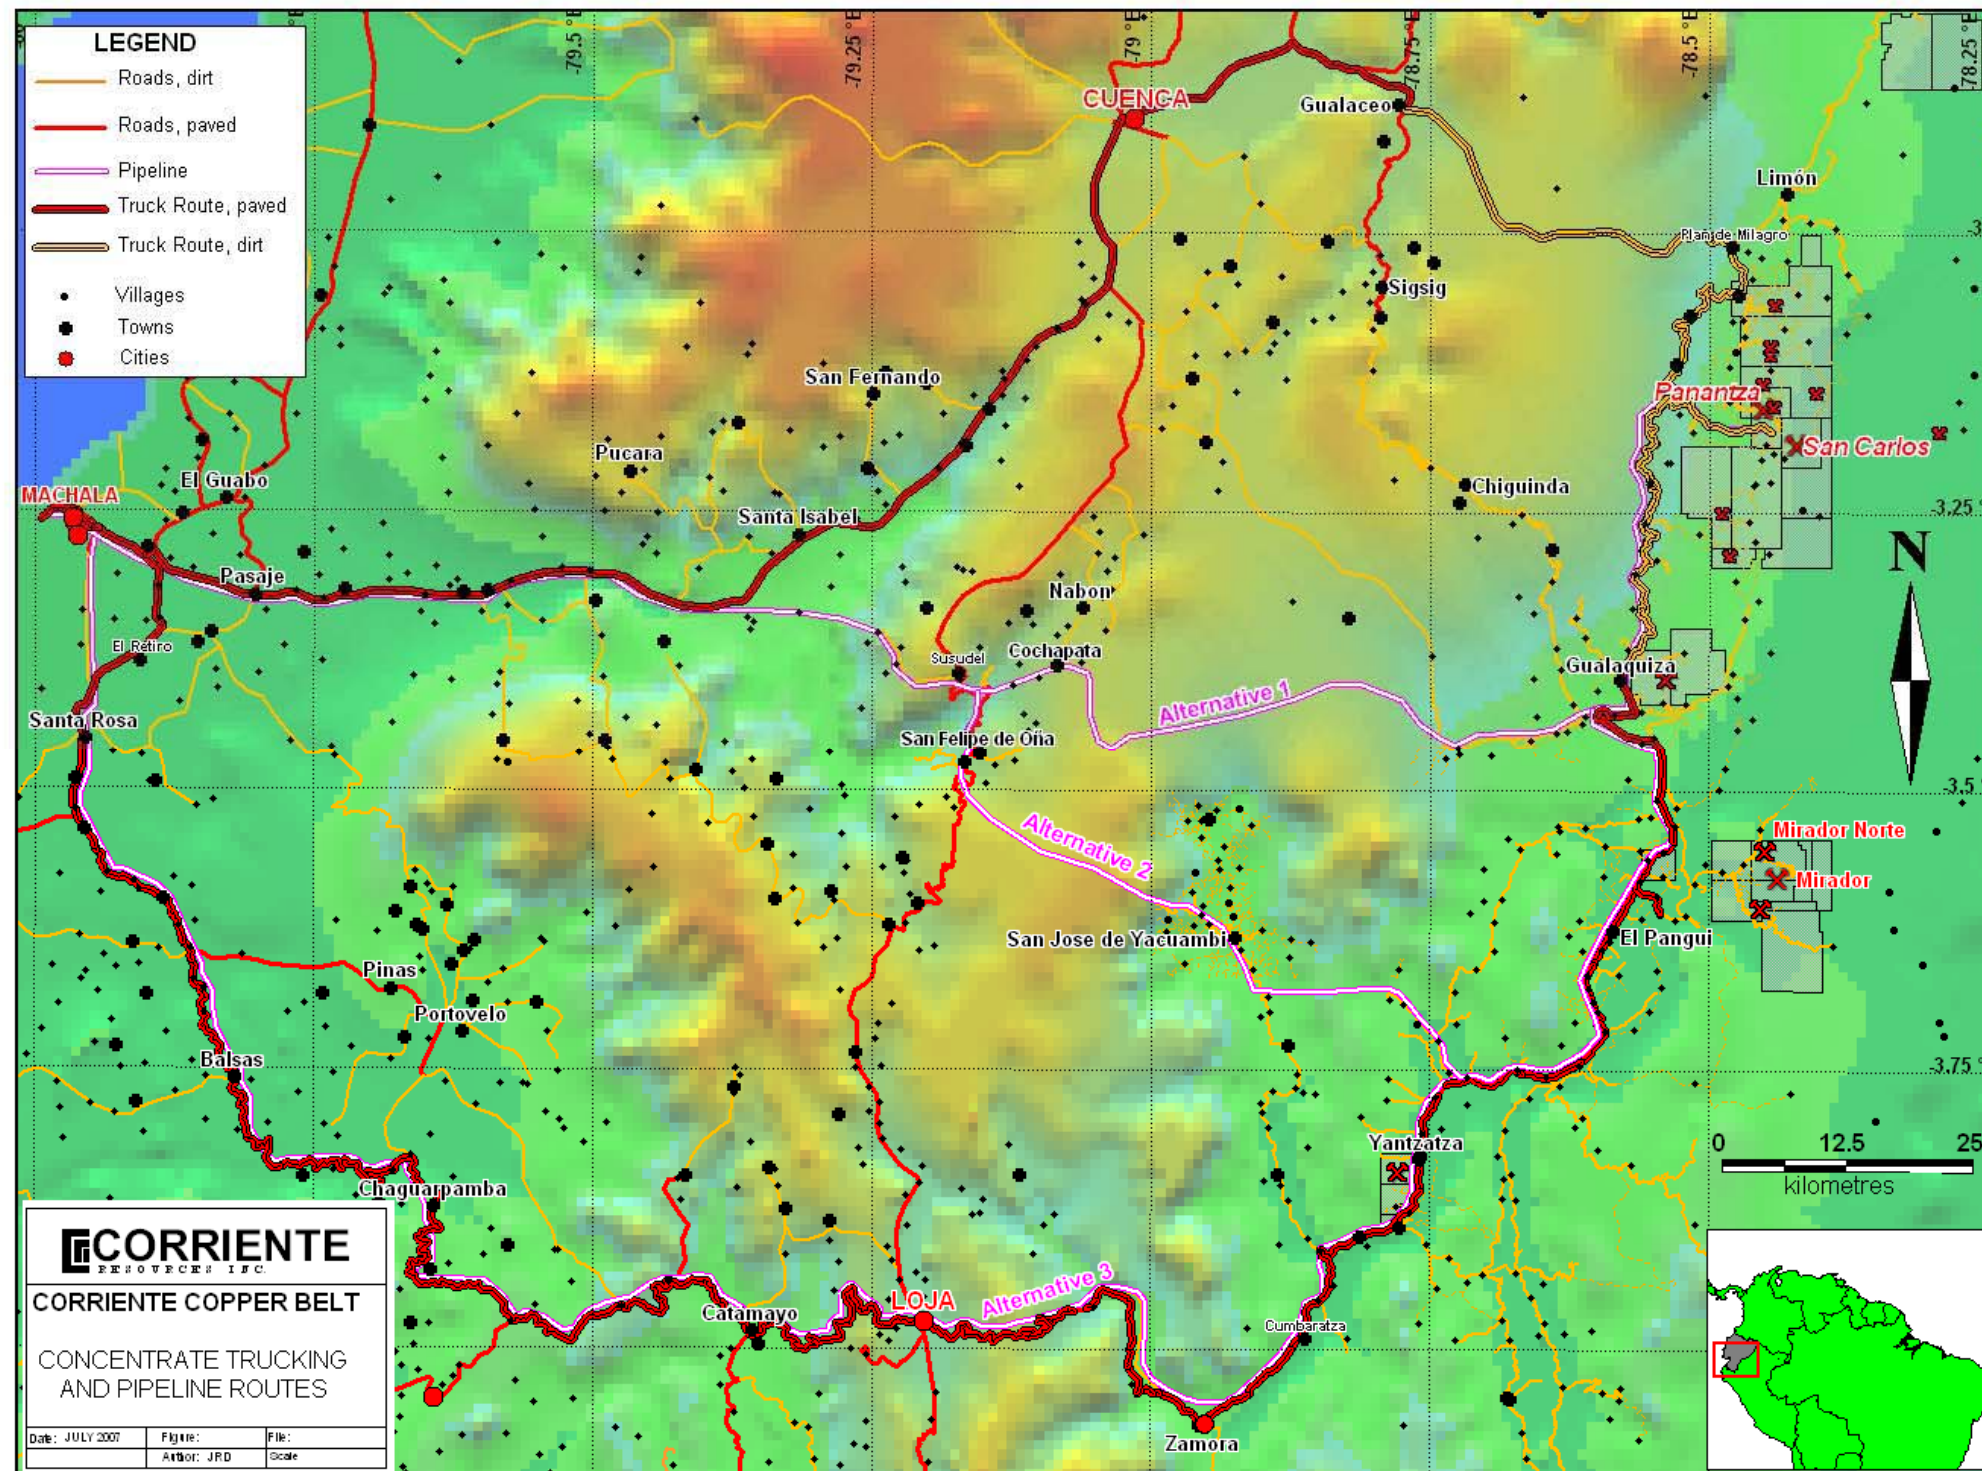 LEGEND
Roads, dirt
Roads, paved
Pipeline
Truck Route, paved
Truck Route, dirt
Villages
Towns
Cities
-79.5 °E
-79.25 °E
-79 °E
-78.75 °E
-78.5 °E
-78.25 °E
CUENCA
Gualaceo
Limón
Plan de Milagro
-3
Sigsig
San Fernando
Panantza
San Carlos
Pucara
El Guabo
MACHALA
Chiguinda
Santa Isabel
-3.25
N
Pasaje
Nabon
El Retiro
Susudel
Cochapata
Gualaquiza
Alternative 1
Santa Rosa
San Felipe de Oña
-3.5
Alternative 2
Mirador Norte
Mirador
San Jose de Yacuambi
El Pangui
Pinas
Portovelo
Balsas
-3.75 °
Yantzatza
0 12.5 25
kilometres
Chaguarpamba
CORRIENTE
RESOURCES INC.
CORRIENTE COPPER BELT
CONCENTRATE TRUCKING
AND PIPELINE ROUTES
Date: JULY 2007 Figure: File:
Author: JRD Scale
Alternative 3
LOJA
Catamayo
Cumbaratza
Zamora